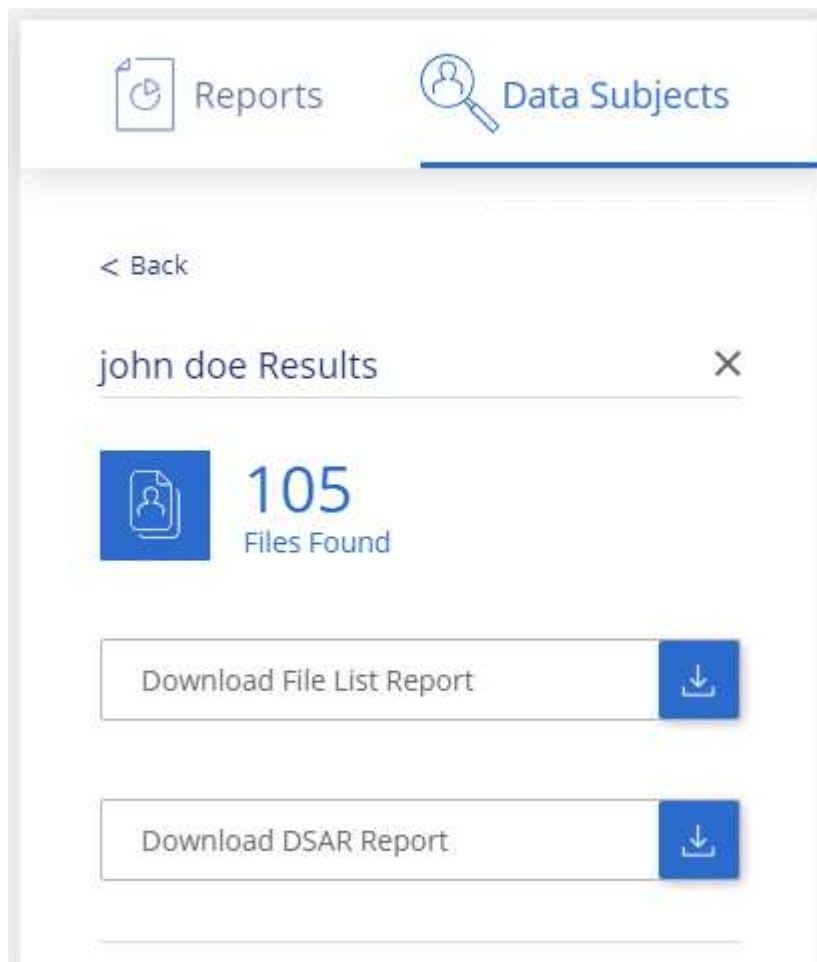 Reports
Data Subjects
< Back
john doe Results
105
Files Found
Download File List Report
Download DSAR Report